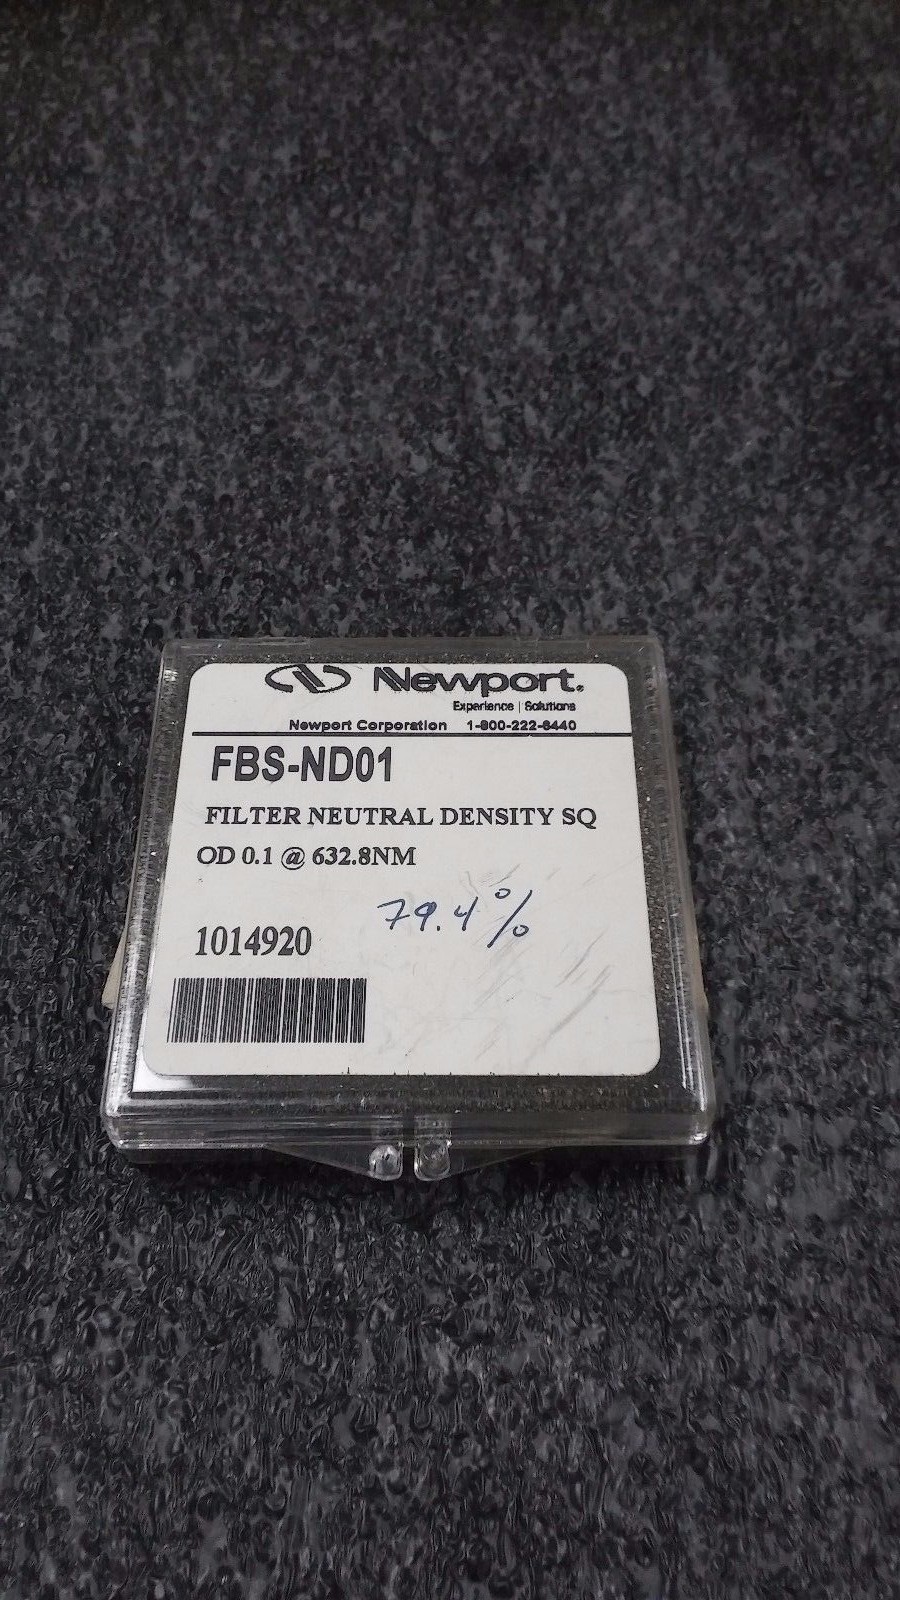 Newport.
Experience | Solutions
Newport Corporation 1-800-222-6440
FBS-ND01
FILTER NEUTRAL DENSITY SQ
OD 0.1 @ 632.8NM
79.4%
1014920